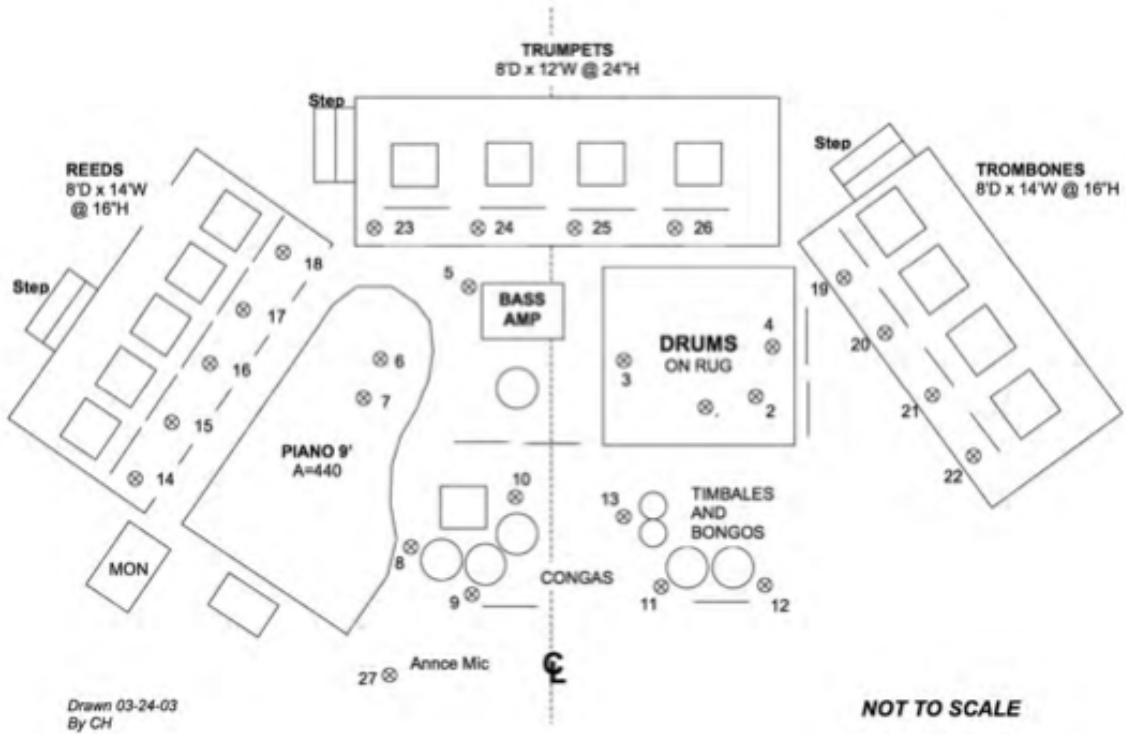 TRUMPETS
8'D x 12'W @ 24"H
Step
Step
REEDS
8'D x 14'W
@ 16"H
TROMBONES
8'D x 14'W @ 16"H
23
24
25
26
18
5
19
Step
BASS
AMP
17
4
DRUMS
ON RUG
20
6
16
3
2
7
21
15
PIANO 9'
A=440
22
14
10
13
TIMBALES
AND
BONGOS
8
MON
CONGAS
9
11
12
27
Annce Mic
CL
Drawn 03-24-03
By CH
NOT TO SCALE